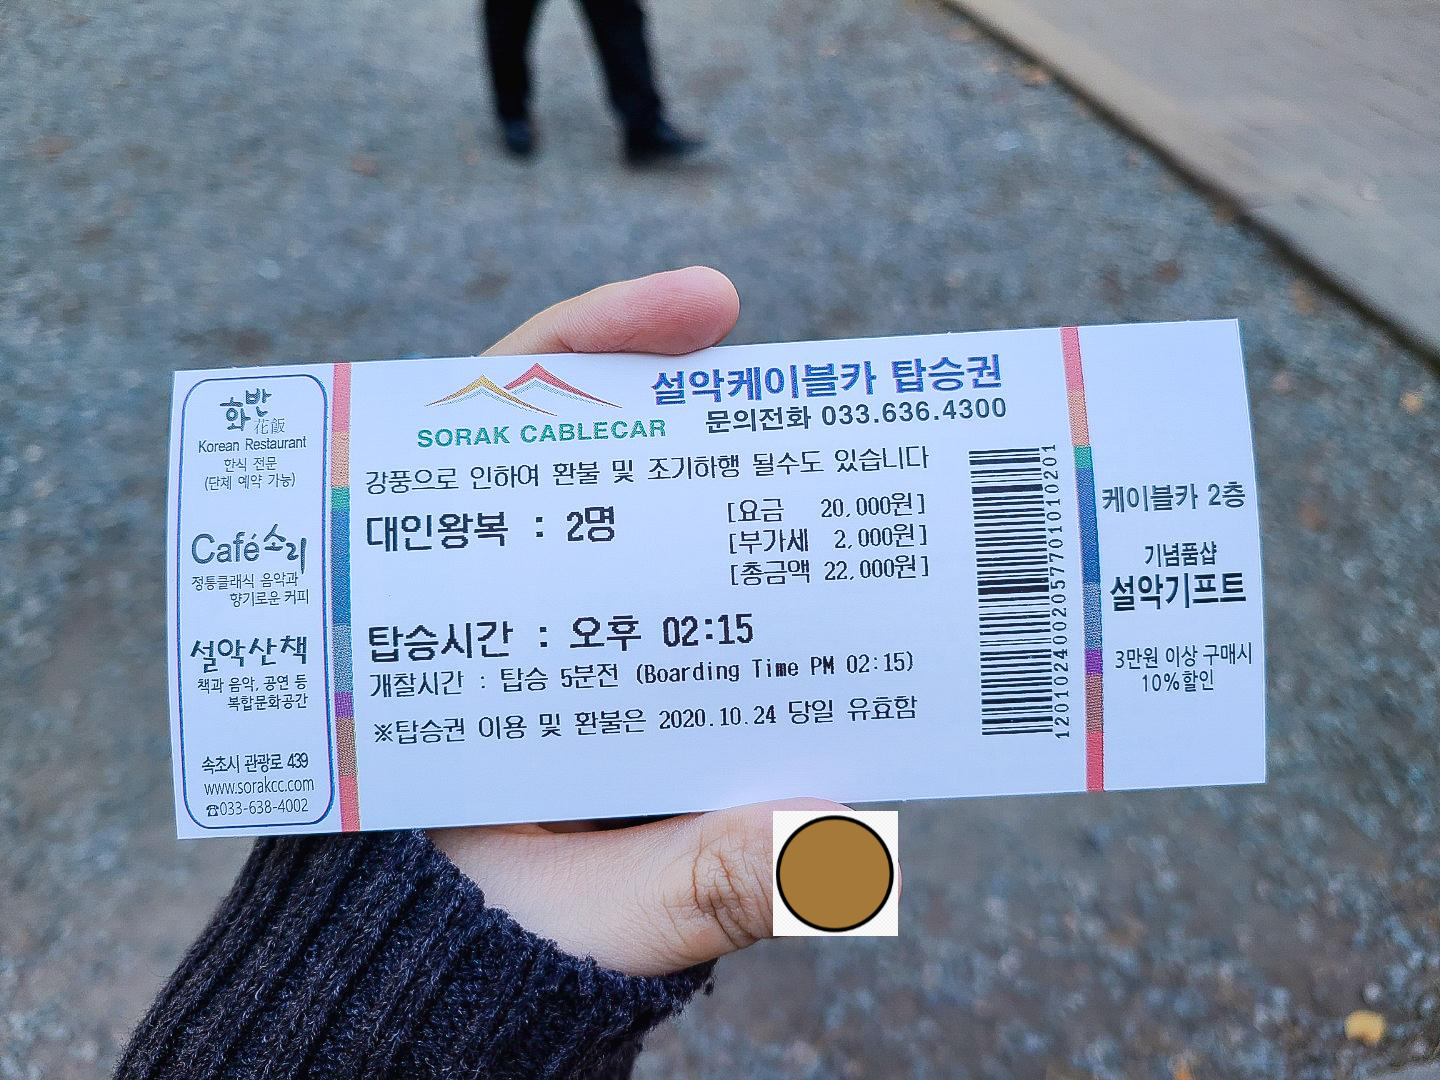 화반
花飯
Korean Restaurant
한식 전문
(단체 예약 가능)
Café소리
정통클래식 음악과
향기로운 커피
설악산책
책과 음악, 공연 등
복합문화공간
속초시 관광로 439
www.sorakcc.com
☎033-638-4002
SORAK CABLECAR
설악케이블카 탑승권
문의전화 033.636.4300
강풍으로 인하여 환불 및 조기하행 될수도 있습니다
대인왕복 : 2명
[요금 20,000원]
[부가세 2,000원]
[총금액 22,000원]
탑승시간 : 오후 02:15
개찰시간 : 탑승 5분전 (Boarding Time PM 02:15)
※탑승권 이용 및 환불은 2020.10.24 당일 유효함
120102400205770101010201
케이블카 2층
기념품샵
설악기프트
3만원 이상 구매시
10%할인